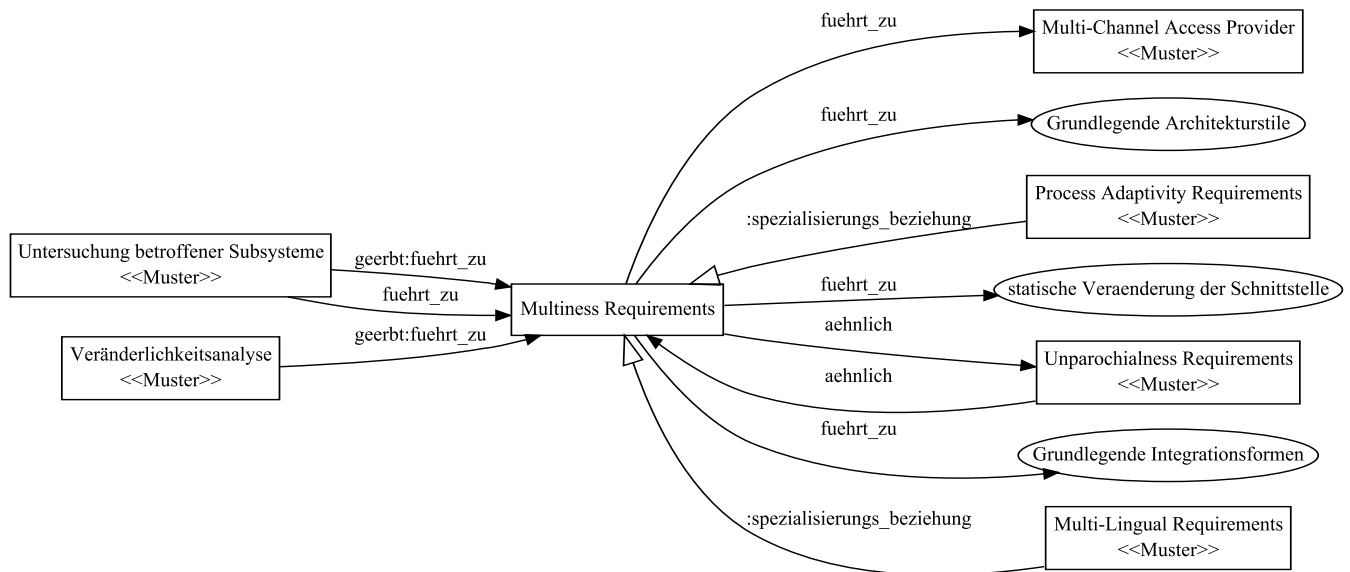 fuehrt_zu
Multi-Channel Access Provider
<<Muster>>
fuehrt_zu
Grundlegende Architekturstile
:spezialisierungs_beziehung
Process Adaptivity Requirements
<<Muster>>
Untersuchung betroffener Subsysteme
<<Muster>>
geerbt:fuehrt_zu
fuehrt_zu
Multiness Requirements
fuehrt_zu
statische Veraenderung der Schnittstelle
Veränderlichkeitsanalyse
<<Muster>>
geerbt:fuehrt_zu
aehnlich
aehnlich
Unparochialness Requirements
<<Muster>>
fuehrt_zu
Grundlegende Integrationsformen
:spezialisierungs_beziehung
Multi-Lingual Requirements
<<Muster>>